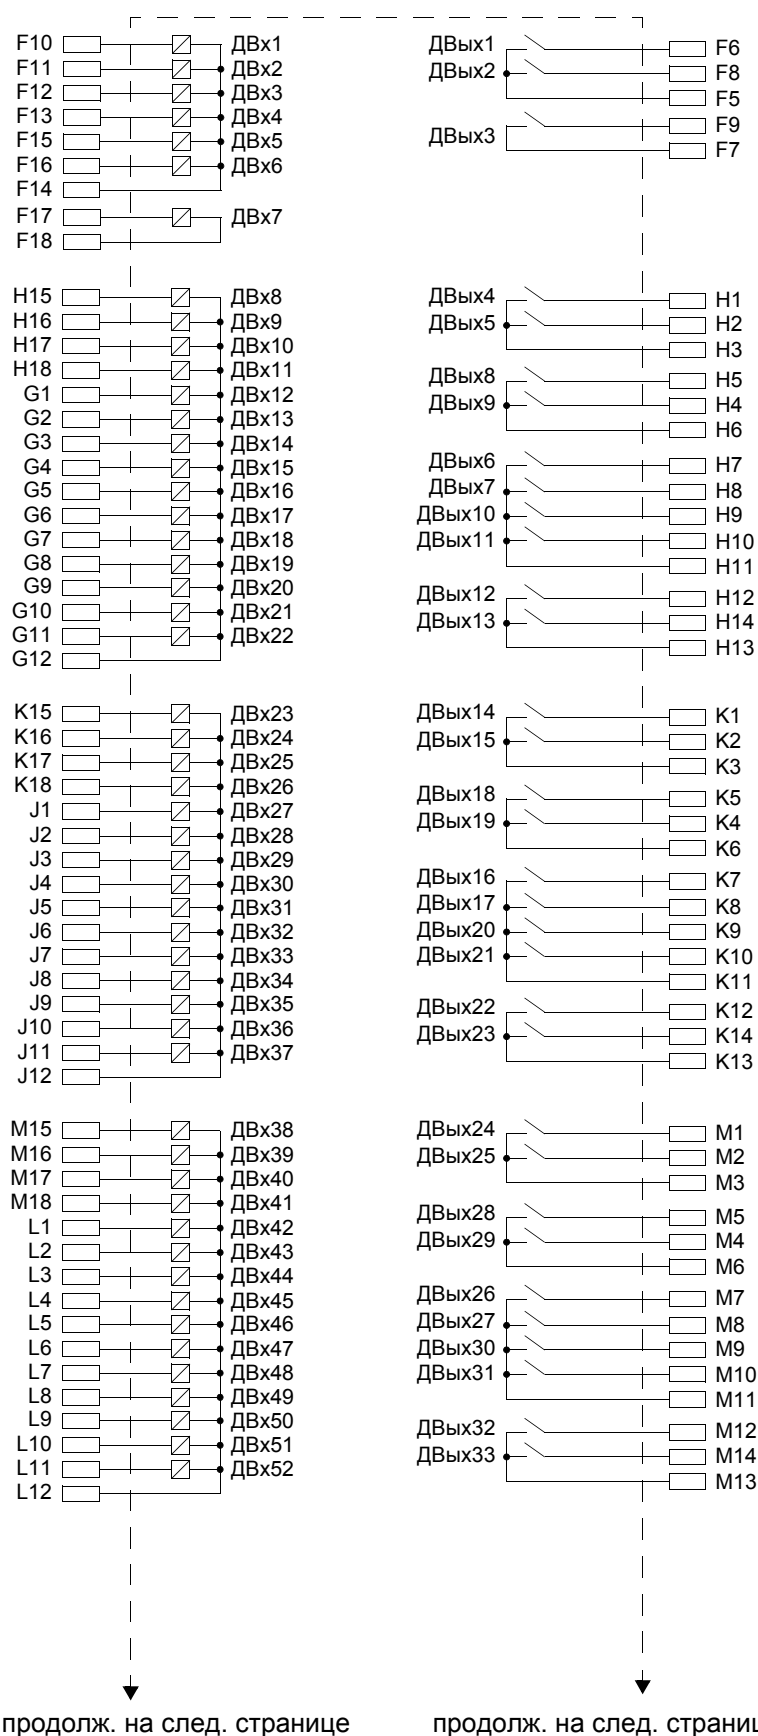 F10 ДВх1
F11 ДВх2
F12 ДВх3
F13 ДВх4
F15 ДВх5
F16 ДВх6
F14
F17 ДВх7
F18
H15 ДВх8
H16 ДВх9
H17 ДВх10
H18 ДВх11
G1 ДВх12
G2 ДВх13
G3 ДВх14
G4 ДВх15
G5 ДВх16
G6 ДВх17
G7 ДВх18
G8 ДВх19
G9 ДВх20
G10 ДВх21
G11 ДВх22
G12
K15 ДВх23
K16 ДВх24
K17 ДВх25
K18 ДВх26
J1 ДВх27
J2 ДВх28
J3 ДВх29
J4 ДВх30
J5 ДВх31
J6 ДВх32
J7 ДВх33
J8 ДВх34
J9 ДВх35
J10 ДВх36
J11 ДВх37
J12
M15 ДВх38
M16 ДВх39
M17 ДВх40
M18 ДВх41
L1 ДВх42
L2 ДВх43
L3 ДВх44
L4 ДВх45
L5 ДВх46
L6 ДВх47
L7 ДВх48
L8 ДВх49
L9 ДВх50
L10 ДВх51
L11 ДВх52
L12
продолж. на след. странице
ДВых1 F6
ДВых2 F8
F5
F9
ДВых3
F7
ДВых4 H1
ДВых5 H2
H3
ДВых8 H5
ДВых9 H4
H6
ДВых6 H7
ДВых7 H8
ДВых10 H9
ДВых11 H10
H11
ДВых12 H12
ДВых13 H14
H13
ДВых14 K1
ДВых15 K2
K3
ДВых18 K5
ДВых19 K4
K6
ДВых16 K7
ДВых17 K8
ДВых20 K9
ДВых21 K10
K11
ДВых22 K12
ДВых23 K14
K13
ДВых24 M1
ДВых25 M2
M3
ДВых28 M5
ДВых29 M4
M6
ДВых26 M7
ДВых27 M8
ДВых30 M9
ДВых31 M10
M11
ДВых32 M12
ДВых33 M14
M13
продолж. на след. страниц